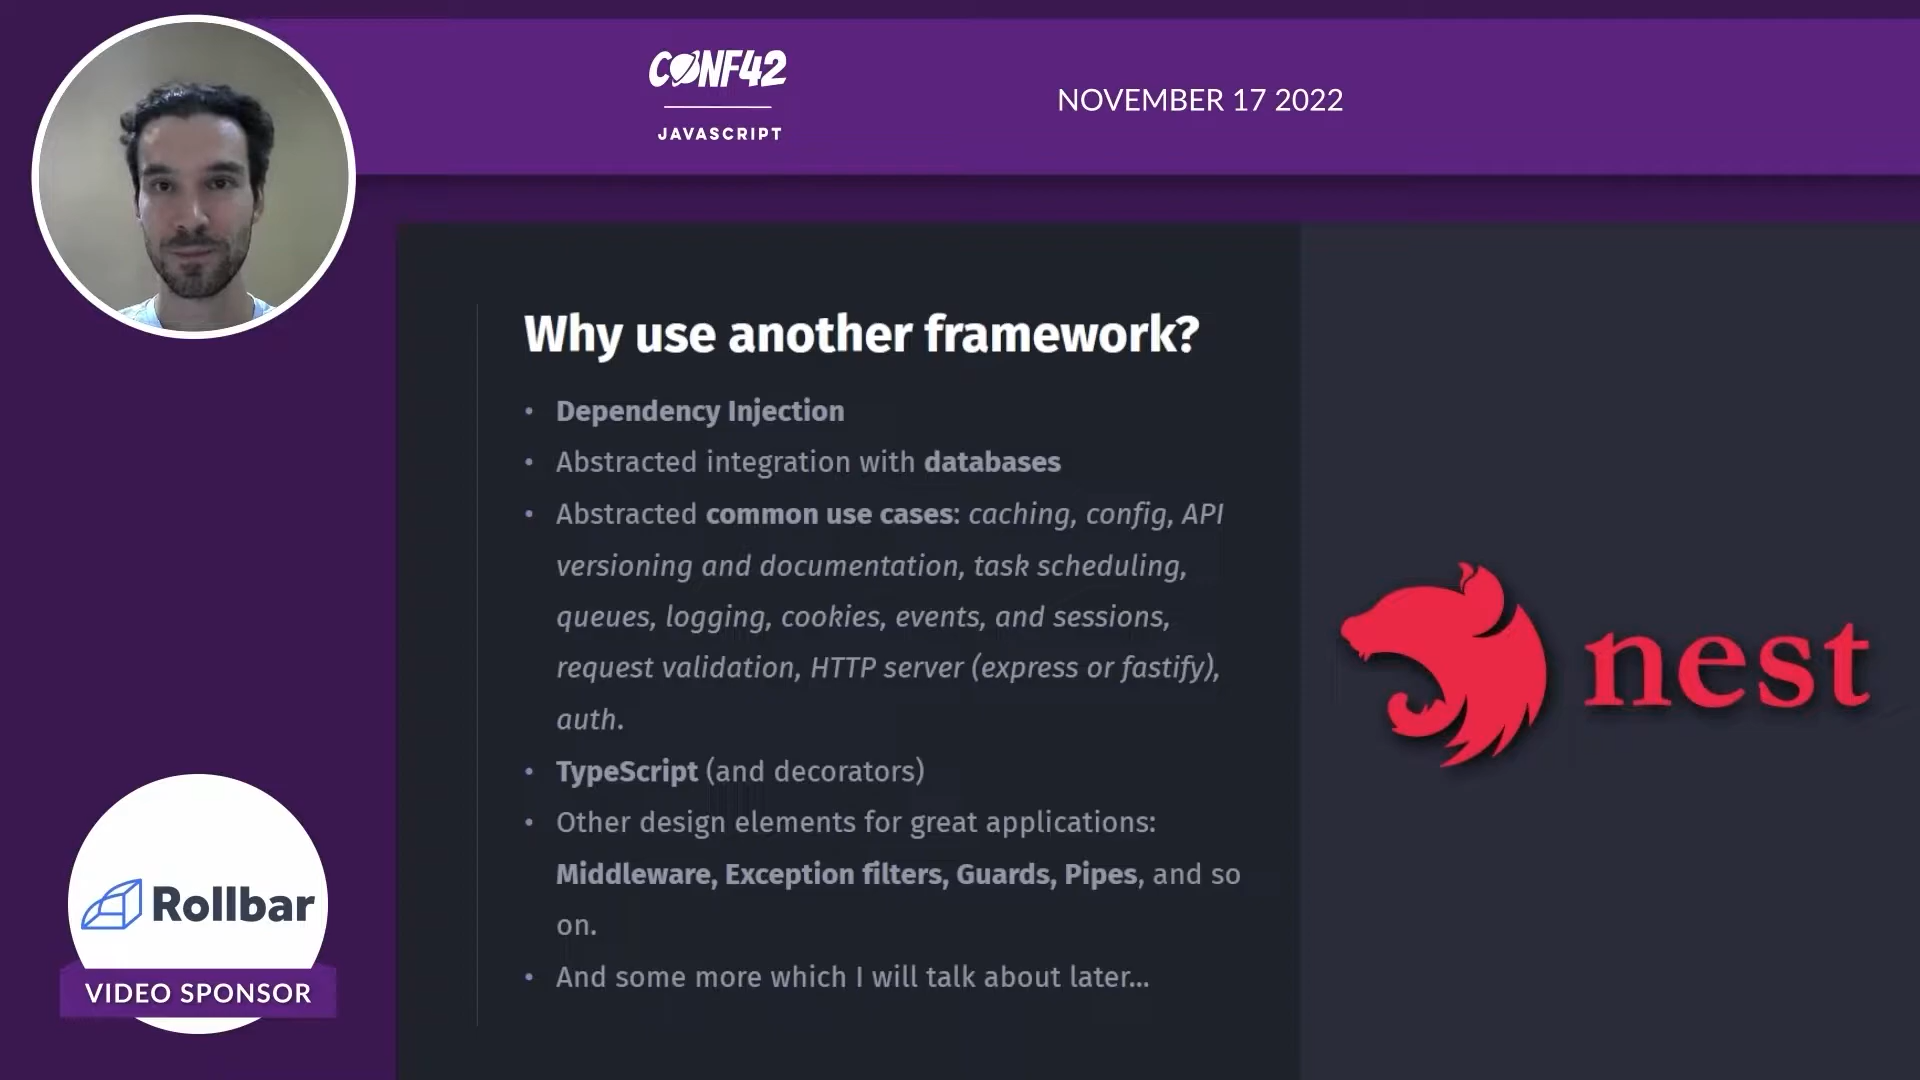 CONF42
JAVASCRIPT
NOVEMBER 17 2022
Why use another framework?
• Dependency Injection
• Abstracted integration with databases
• Abstracted common use cases: caching, config, API
versioning and documentation, task scheduling,
queues, logging, cookies, events, and sessions,
request validation, HTTP server (express or fastify),
auth.
• TypeScript (and decorators)
• Other design elements for great applications:
Middleware, Exception filters, Guards, Pipes, and so
on.
• And some more which I will talk about later...
nest
Rollbar
VIDEO SPONSOR